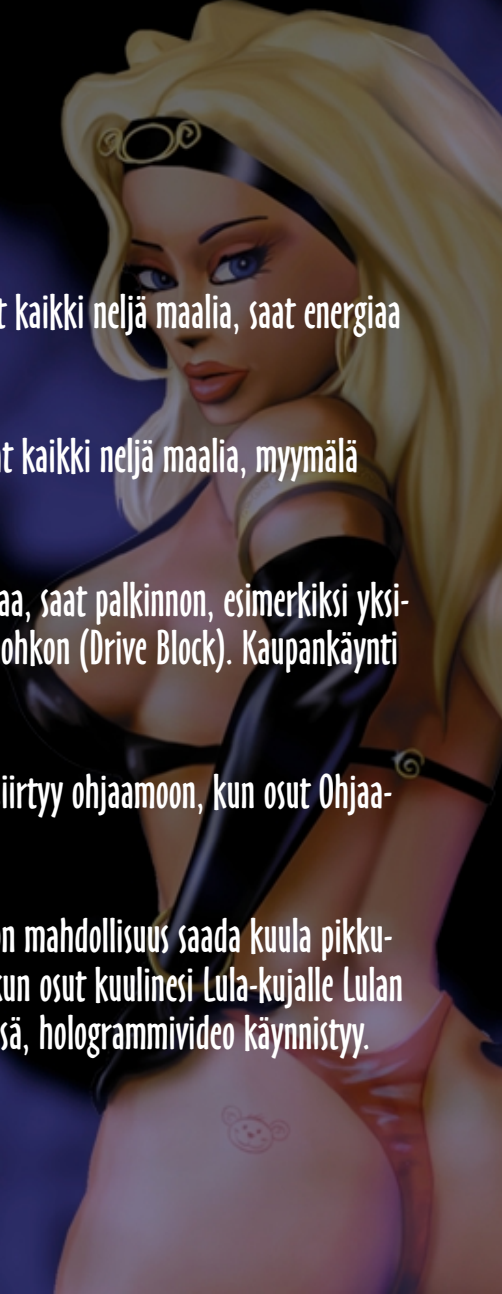 t kaikki neljä maalia, saat energiaa
t kaikki neljä maalia, myymälä
aa, saat palkinnon, esimerkiksi yksi-
ohkon (Drive Block). Kaupankäynti
iirtyy ohjaamoon, kun osut Ohjaa-
on mahdollisuus saada kuula pikku-
kun osut kuulinesi Lula-kujalle Lulan
sä, hologrammivideo käynnistyy.